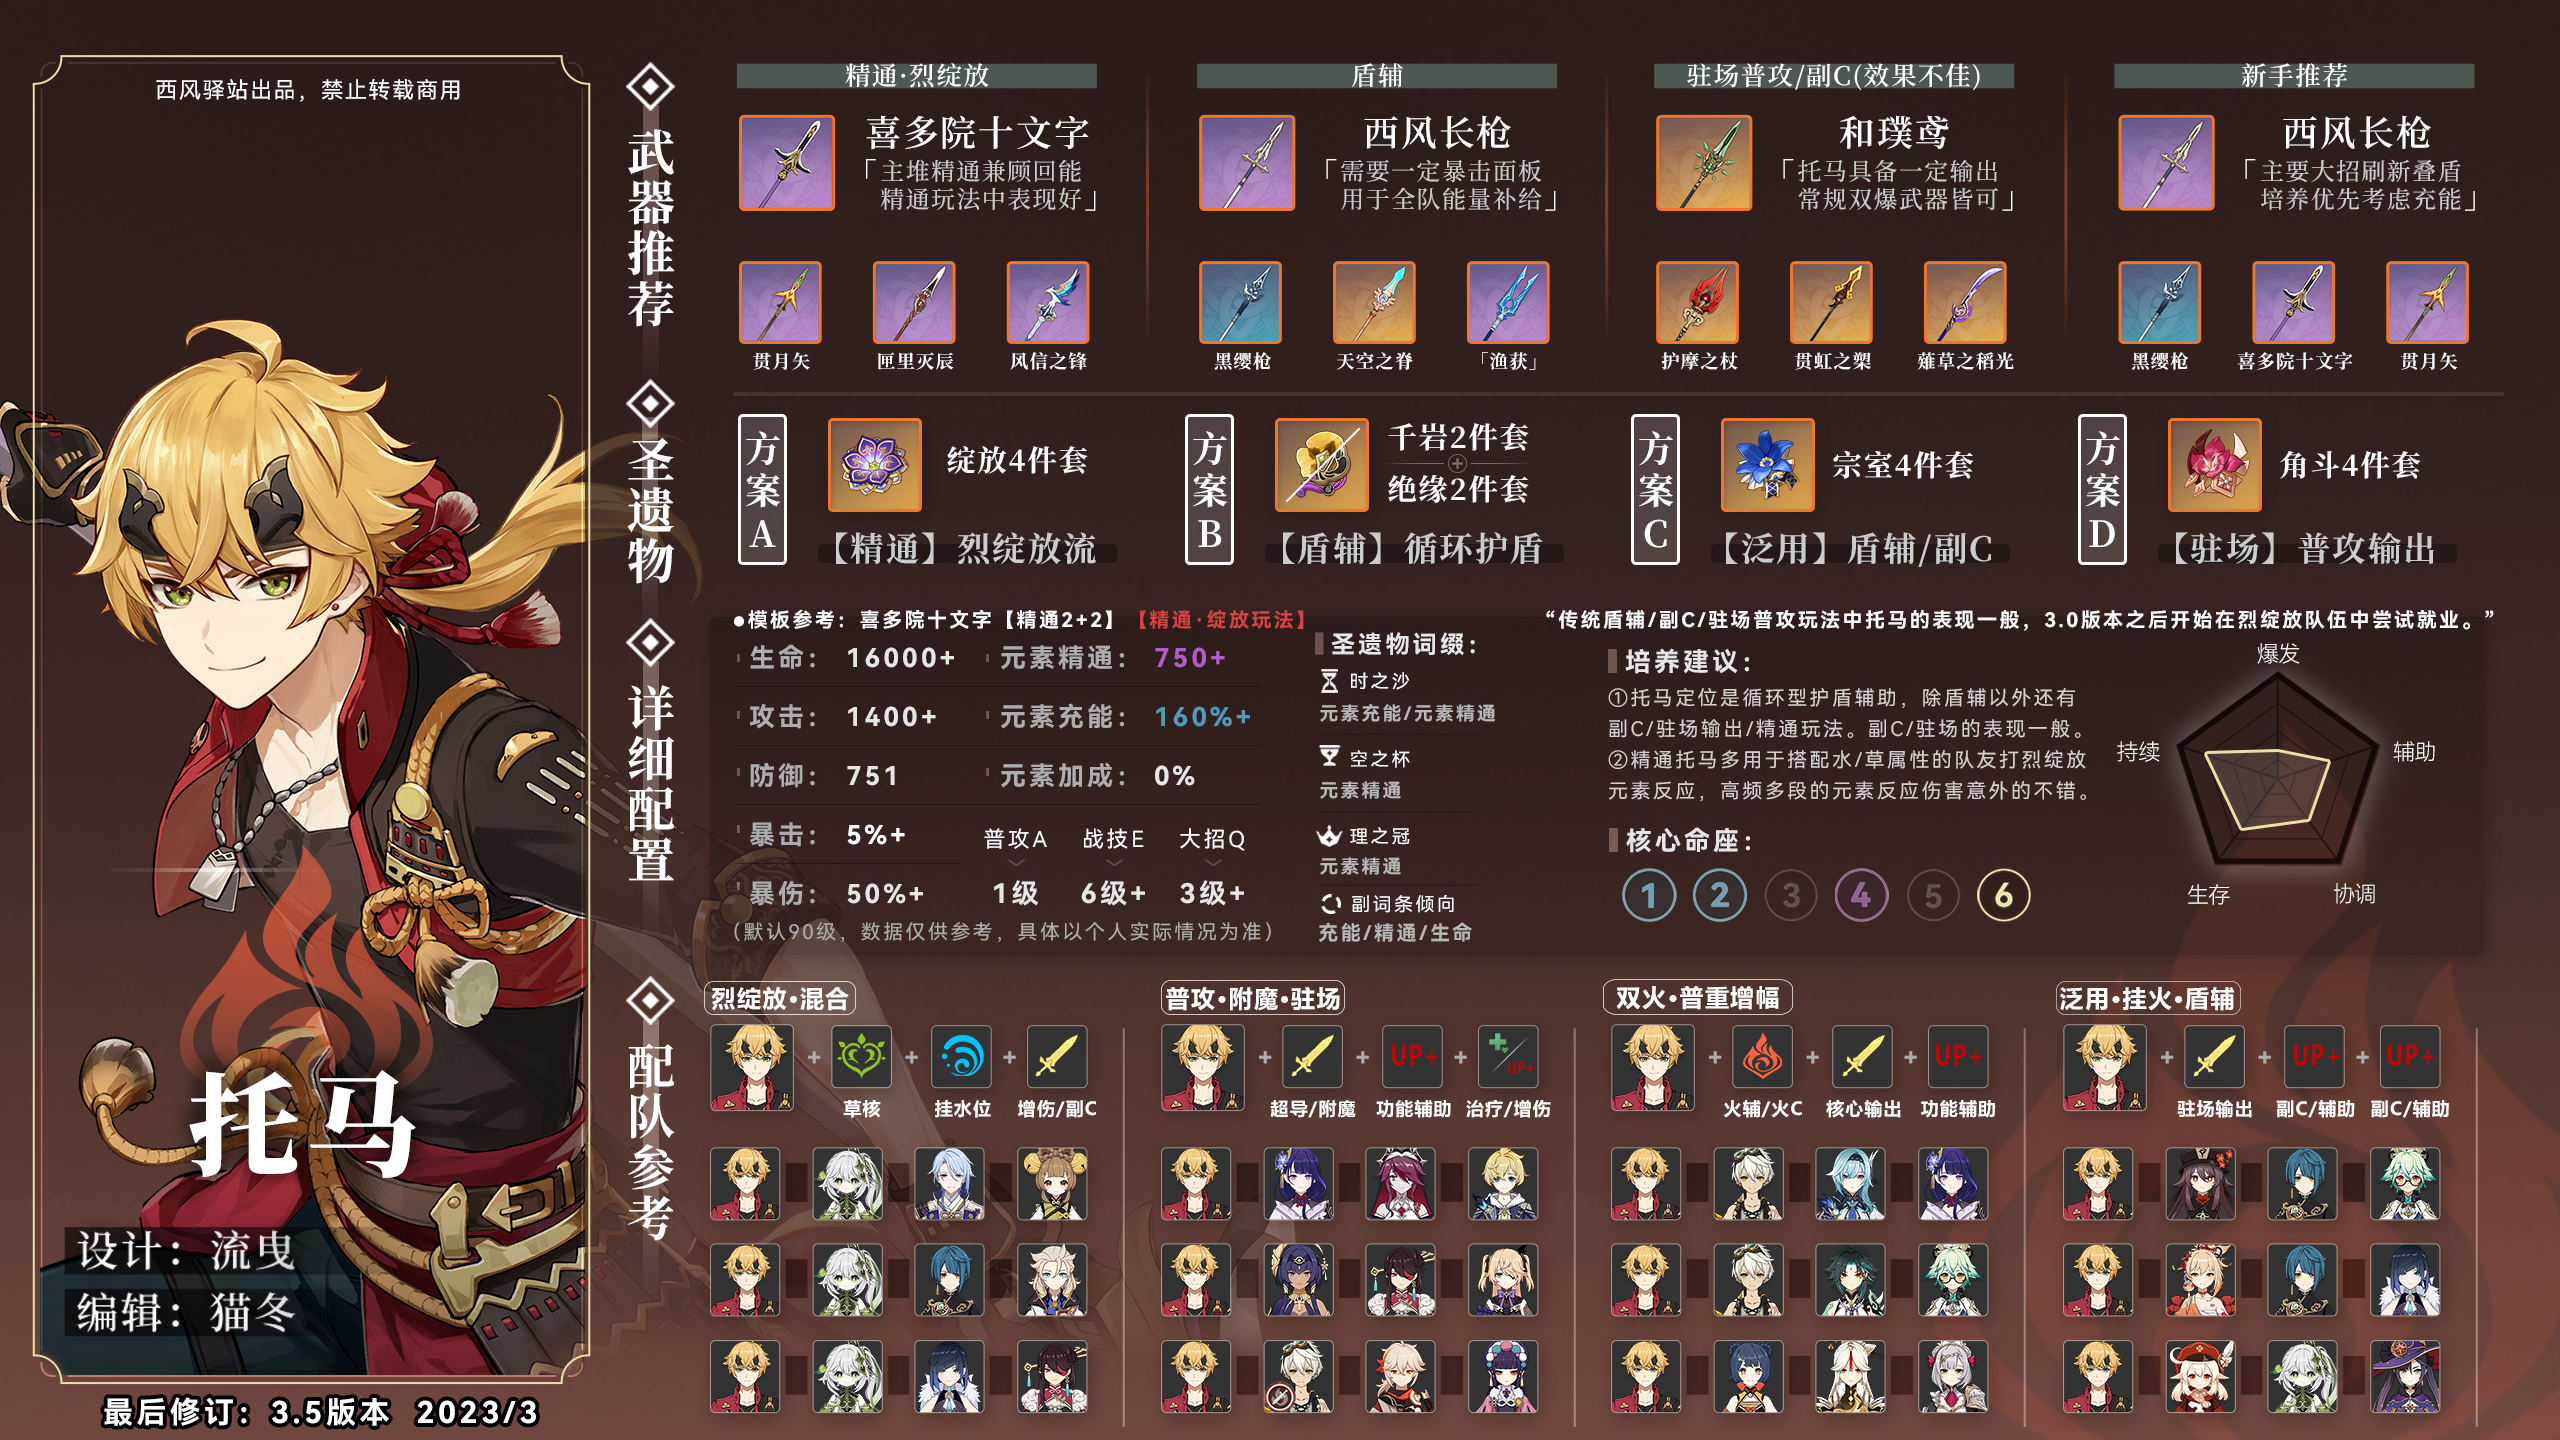 西风驿站出品，禁止转载商用
托马
设计：流曳
编辑：猫冬
最后修订：3.5版本 2023/3
武器推荐
精通·烈绽放
喜多院十文字
「主堆精通兼顾回能
精通玩法中表现好」
贯月矢
匣里灭辰
风信之锋
盾辅
西风长枪
「需要一定暴击面板
用于全队能量补给」
黑缨枪
天空之脊
「渔获」
驻场普攻/副C(效果不佳)
和璞鸢
「托马具备一定输出
常规双爆武器皆可」
护摩之杖
贯虹之槊
薙草之稻光
新手推荐
西风长枪
「主要大招刷新叠盾
培养优先考虑充能」
黑缨枪
喜多院十文字
贯月矢
圣遗物
方案A
绽放4件套
【精通】烈绽放流
方案B
千岩2件套
绝缘2件套
【盾辅】循环护盾
方案C
宗室4件套
【泛用】盾辅/副C
方案D
角斗4件套
【驻场】普攻输出
详细配置
●模板参考：喜多院十文字【精通2+2】【精通·绽放玩法】
生命：16000+ 元素精通：750+
攻击：1400+ 元素充能：160%+
防御：751 元素加成：0%
暴击：5%+ 普攻A 战技E 大招Q
暴伤：50%+ 1级 6级+ 3级+
（默认90级，数据仅供参考，具体以个人实际情况为准）
圣遗物词缀：
时之沙
元素充能/元素精通
空之杯
元素精通
理之冠
元素精通
副词条倾向
充能/精通/生命
“传统盾辅/副C/驻场普攻玩法中托马的表现一般，3.0版本之后开始在烈绽放队伍中尝试就业。”
培养建议：
①托马定位是循环型护盾辅助，除盾辅以外还有
副C/驻场输出/精通玩法。副C/驻场的表现一般。
②精通托马多用于搭配水/草属性的队友打烈绽放
元素反应，高频多段的元素反应伤害意外的不错。
核心命座：
1 2 3 4 5 6
爆发
持续
辅助
生存
协调
配队参考
烈绽放•混合
+ + +
草核 挂水位 增伤/副C
普攻•附魔•驻场
+ + UP+ + UP+
超导/附魔 功能辅助 治疗/增伤
双火•普重增幅
+ + + UP+
火辅/火C 核心输出 功能辅助
泛用•挂火•盾辅
+ + UP+ + UP+
驻场输出 副C/辅助 副C/辅助